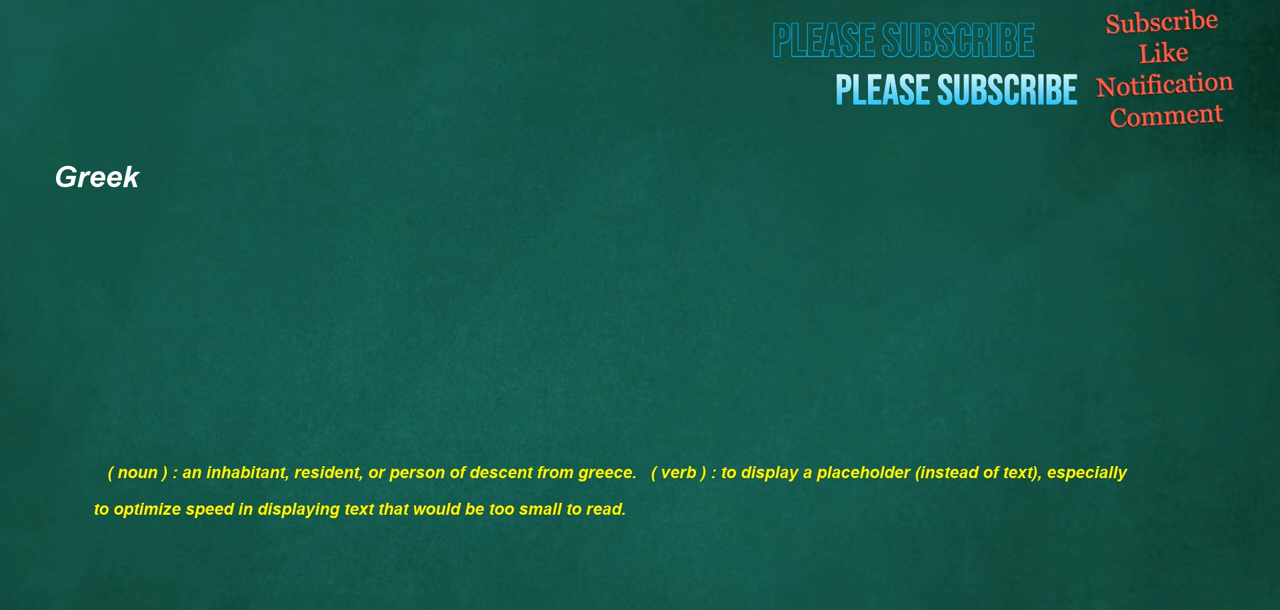 PLEASE SUBSCRIBE
PLEASE SUBSCRIBE
Subscribe
Like
Notification
Comment
Greek
( noun ) : an inhabitant, resident, or person of descent from greece. ( verb ) : to display a placeholder (instead of text), especially
to optimize speed in displaying text that would be too small to read.